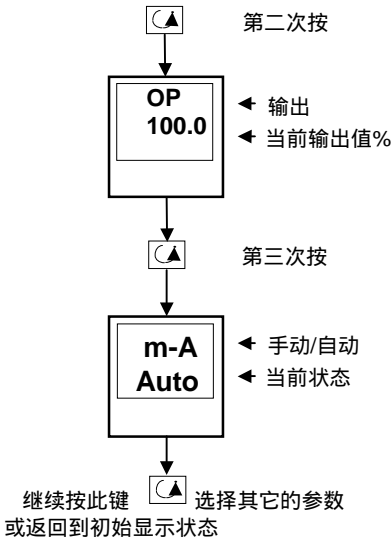 第二次按
OP
输出
100.0
当前输出值%
第三次按
m-A
手动/自动
Auto
当前状态
继续按此键 选择其它的参数
或返回到初始显示状态